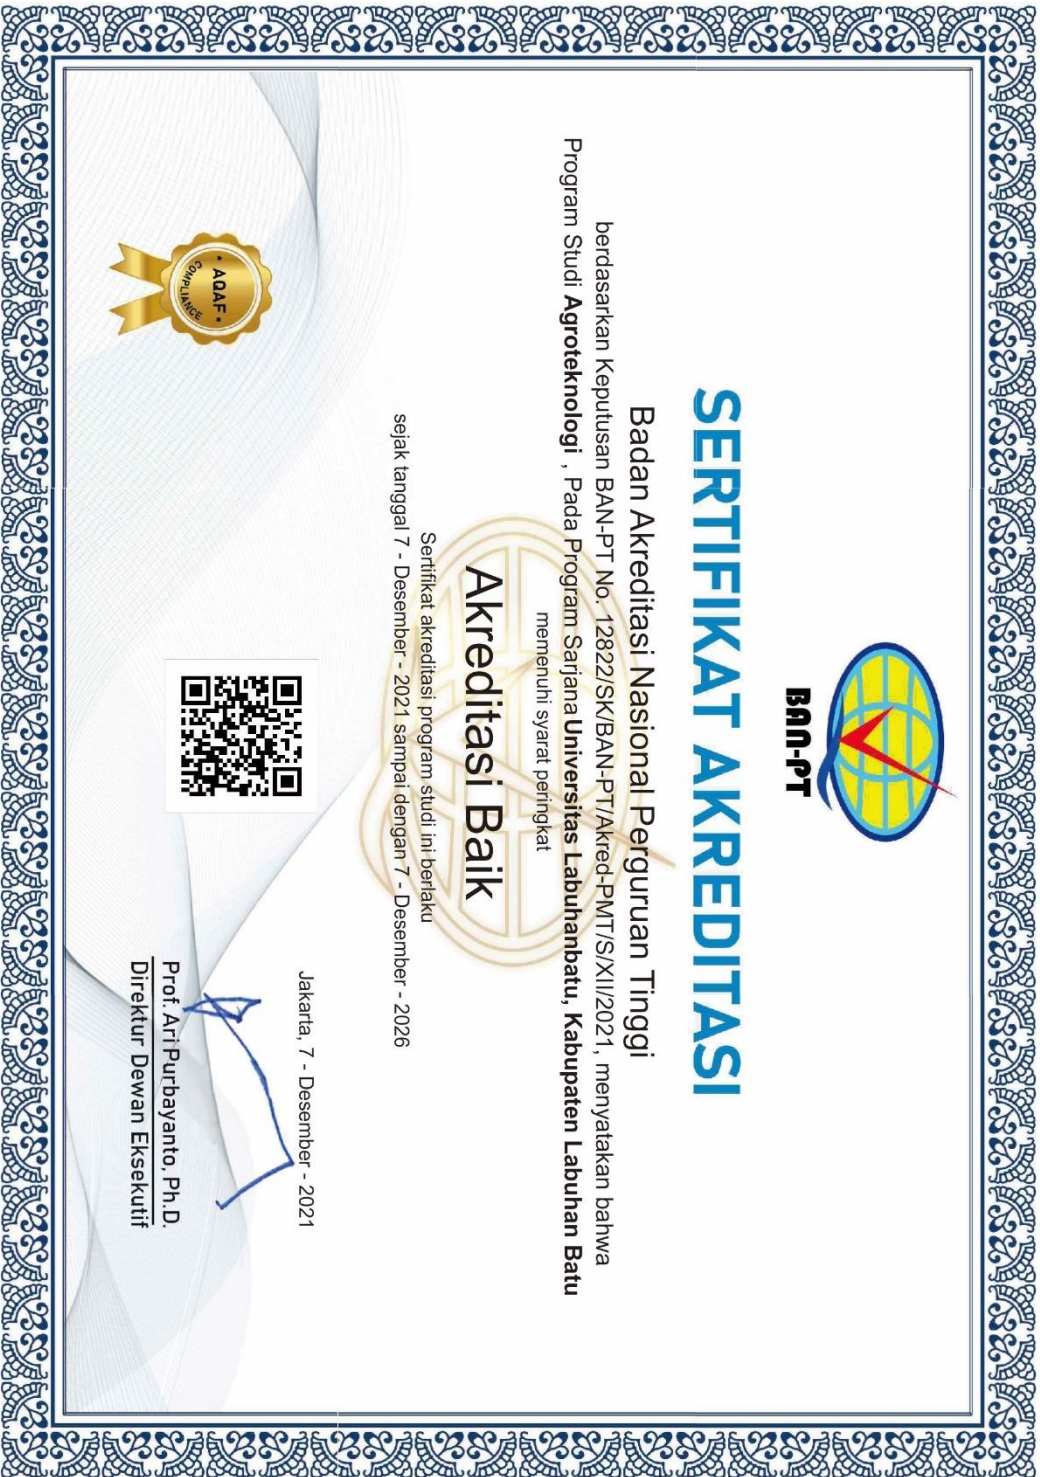 BAN-PT
SERTIFIKAT AKREDITASI
Badan Akreditasi Nasional Perguruan Tinggi
berdasarkan Keputusan BAN-PT No. 12822/SK/BAN-PT/Akred-PMT/S/XII/2021, menyatakan bahwa
Program Studi Agroteknologi , Pada Program Sarjana Universitas Labuhanbatu, Kabupaten Labuhan Batu
memenuhi syarat peringkat
Akreditasi Baik
Sertifikat akreditasi program studi ini berlaku
sejak tanggal 7 - Desember - 2021 sampai dengan 7 - Desember - 2026
AQAF
COMPLIANCE
Jakarta, 7 - Desember - 2021
Prof. Ari Purbayanto, Ph.D.
Direktur Dewan Eksekutif